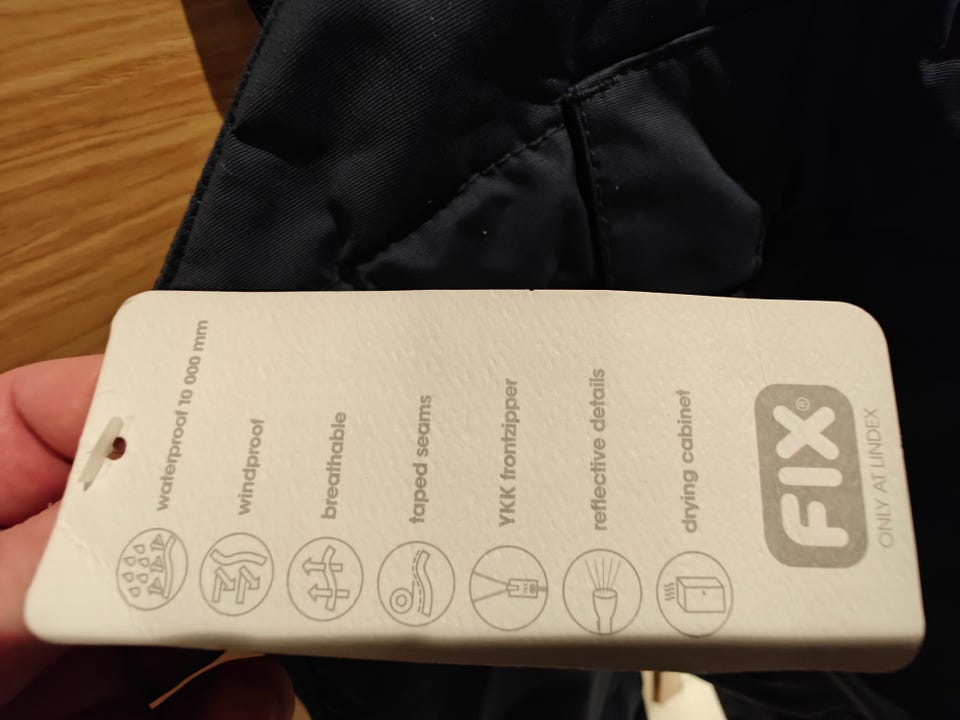 waterproof 10 000 mm
windproof
breathable
taped seams
YKK frontzipper
reflective details
drying cabinet
FIX®
ONLY AT LINDEX